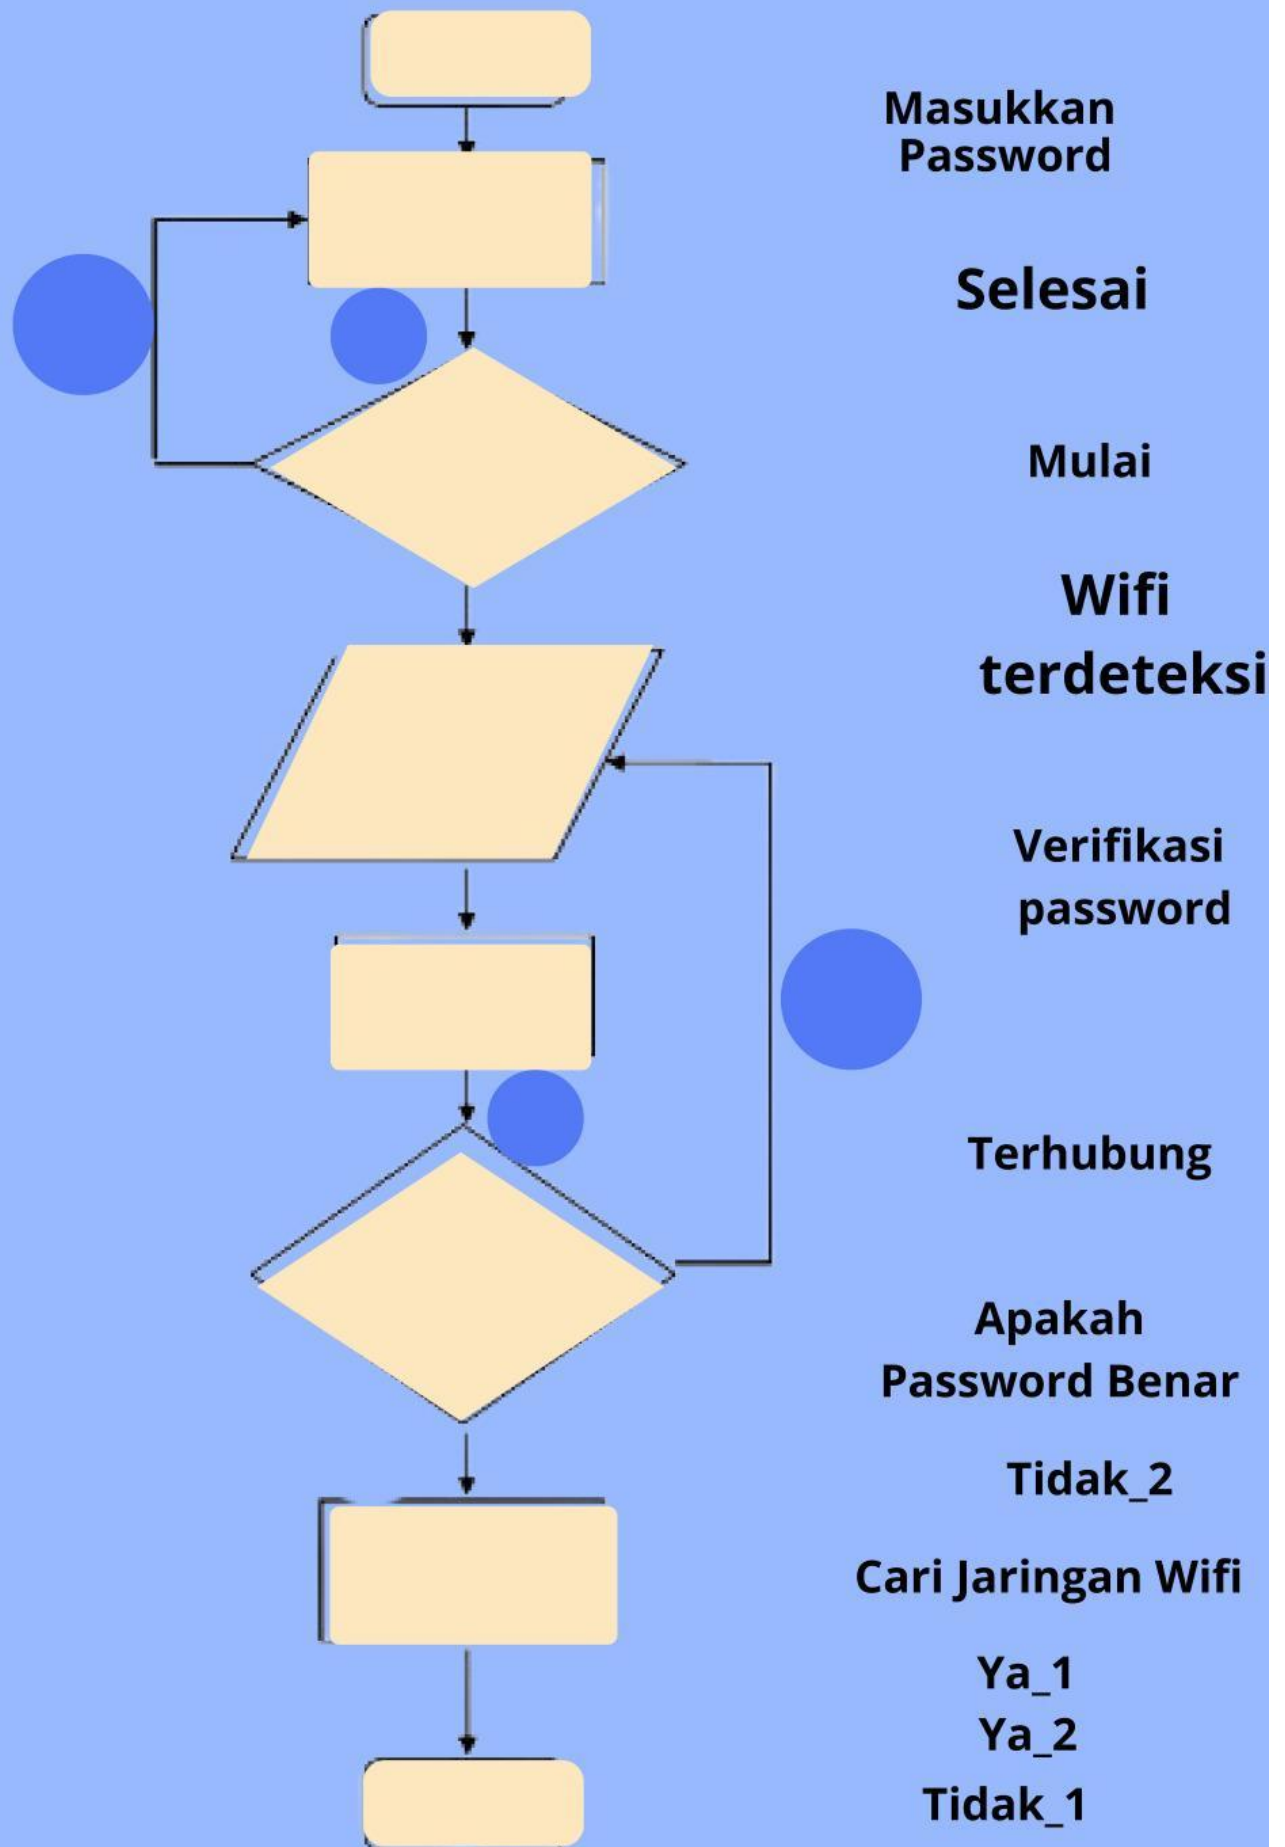 Masukkan
Password
Selesai
Mulai
Wifi
terdeteksi
Verifikasi
password
Terhubung
Apakah
Password Benar
Tidak_2
Cari Jaringan Wifi
Ya_1
Ya_2
Tidak_1